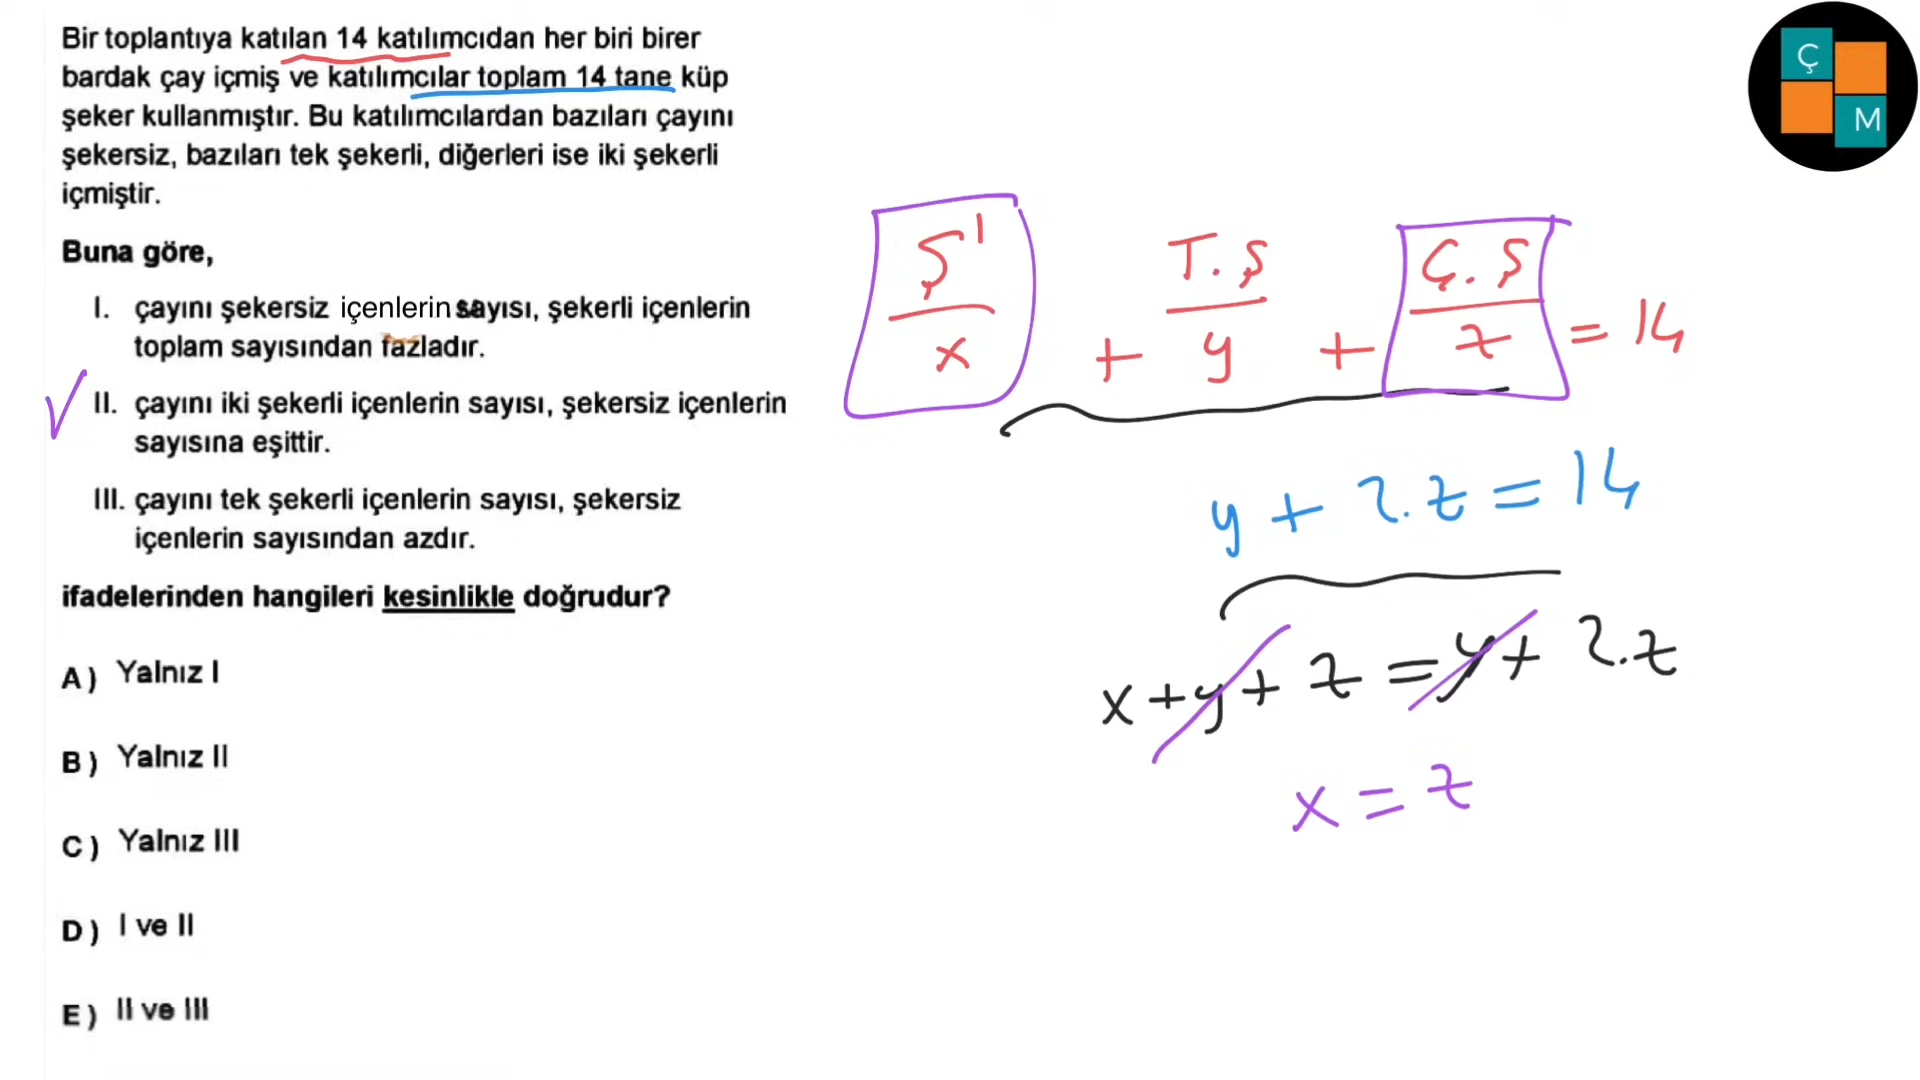 Bir toplantıya katılan 14 katılımcıdan her biri birer
bardak çay içmiş ve katılımcılar toplam 14 tane küp
şeker kullanmıştır. Bu katılımcılardan bazıları çayını
şekersiz, bazıları tek şekerli, diğerleri ise iki şekerli
içmiştir.
Buna göre,
I. çayını şekersiz içenlerin sayısı, şekerli içenlerin
toplam sayısından fazladır.
II. çayını iki şekerli içenlerin sayısı, şekersiz içenlerin
sayısına eşittir.
III. çayını tek şekerli içenlerin sayısı, şekersiz
içenlerin sayısından azdır.
ifadelerinden hangileri kesinlikle doğrudur?
A) Yalnız I
B) Yalnız II
C) Yalnız III
D) I ve II
E) II ve III
Ş' T.Ş Ç.Ş
x + y + z = 14
y + 2.z = 14
x + y + z = y + 2.z
x = z
Ç
M